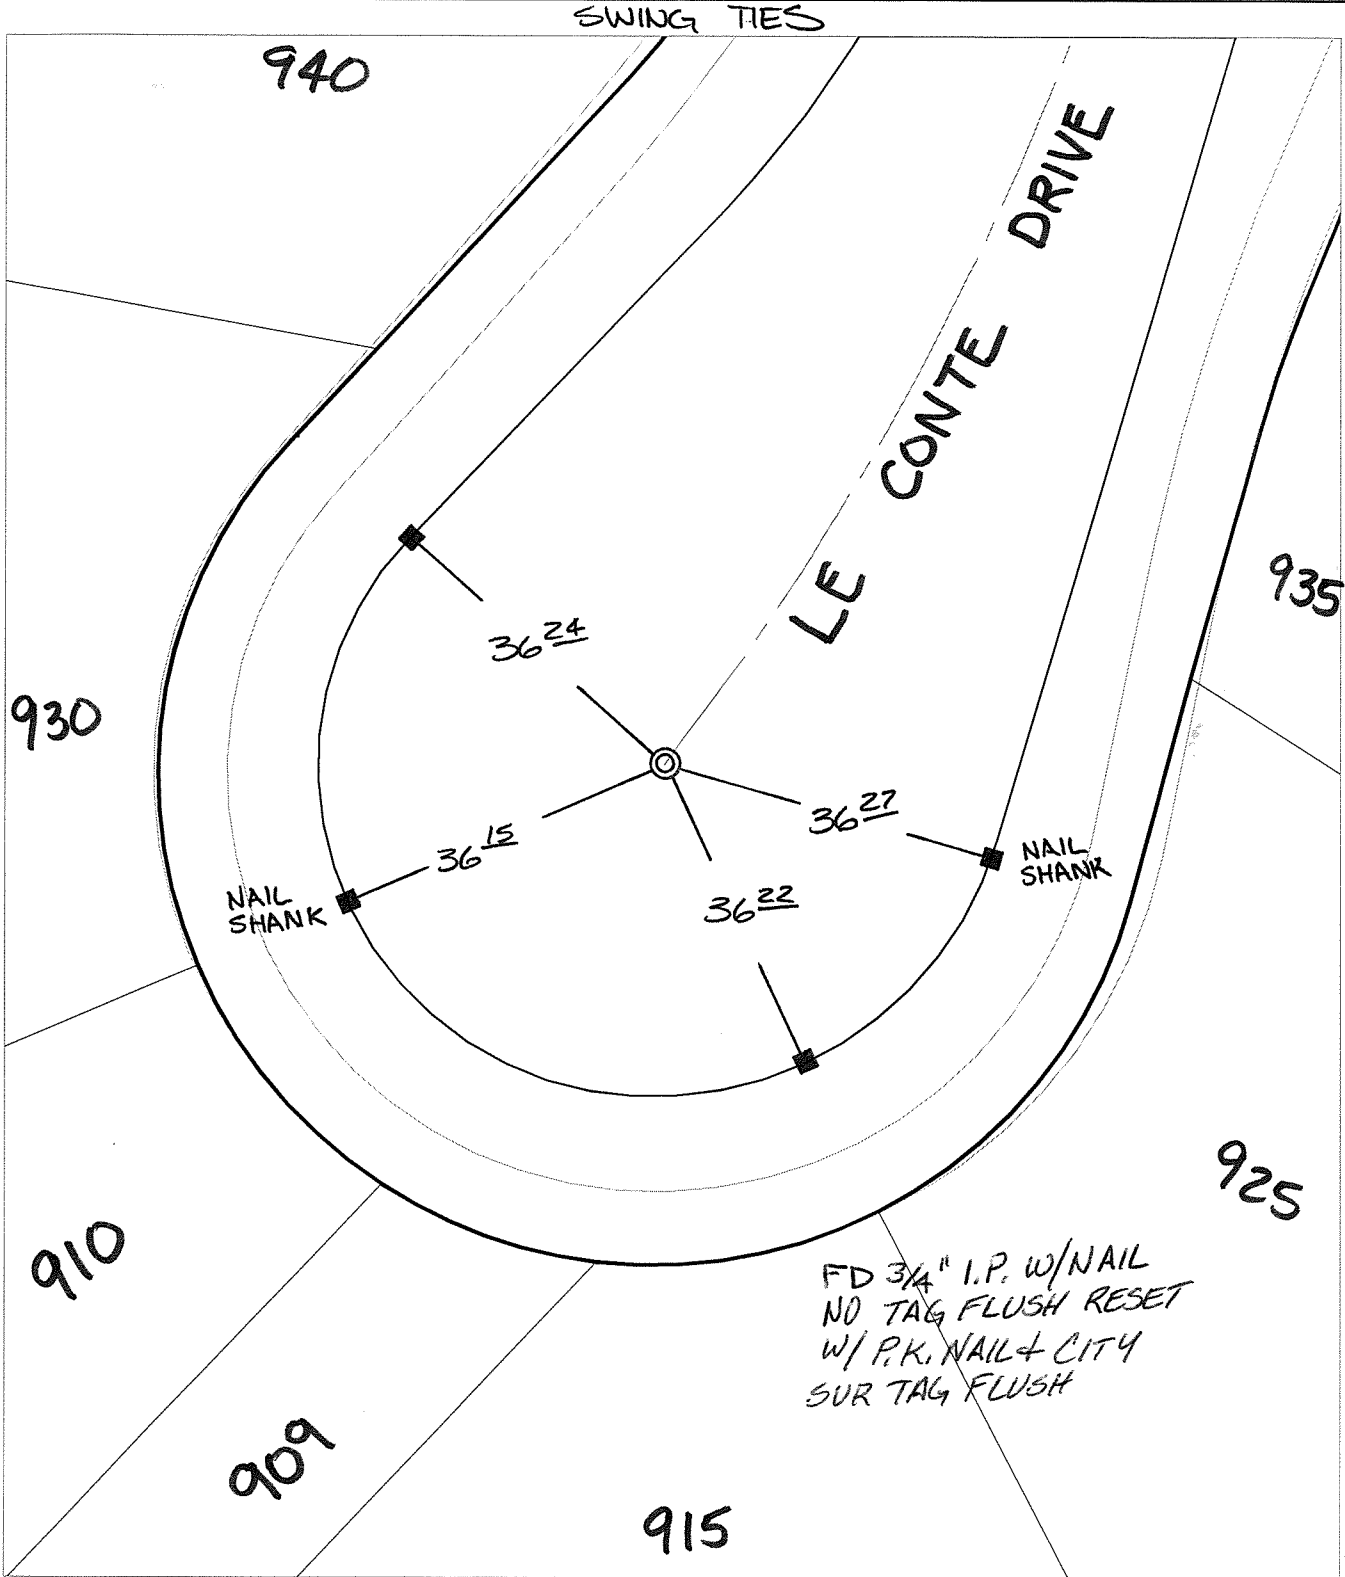 SWING TIES
940
LE CONTE DRIVE
935
36 24
930
36 27
36 15
NAIL
SHANK
NAIL
SHANK
36 22
925
910
FD 3/4" I.P. W/NAIL
NO TAG FLUSH RESET
W/ P.K. NAIL & CITY
SUR TAG FLUSH
909
915